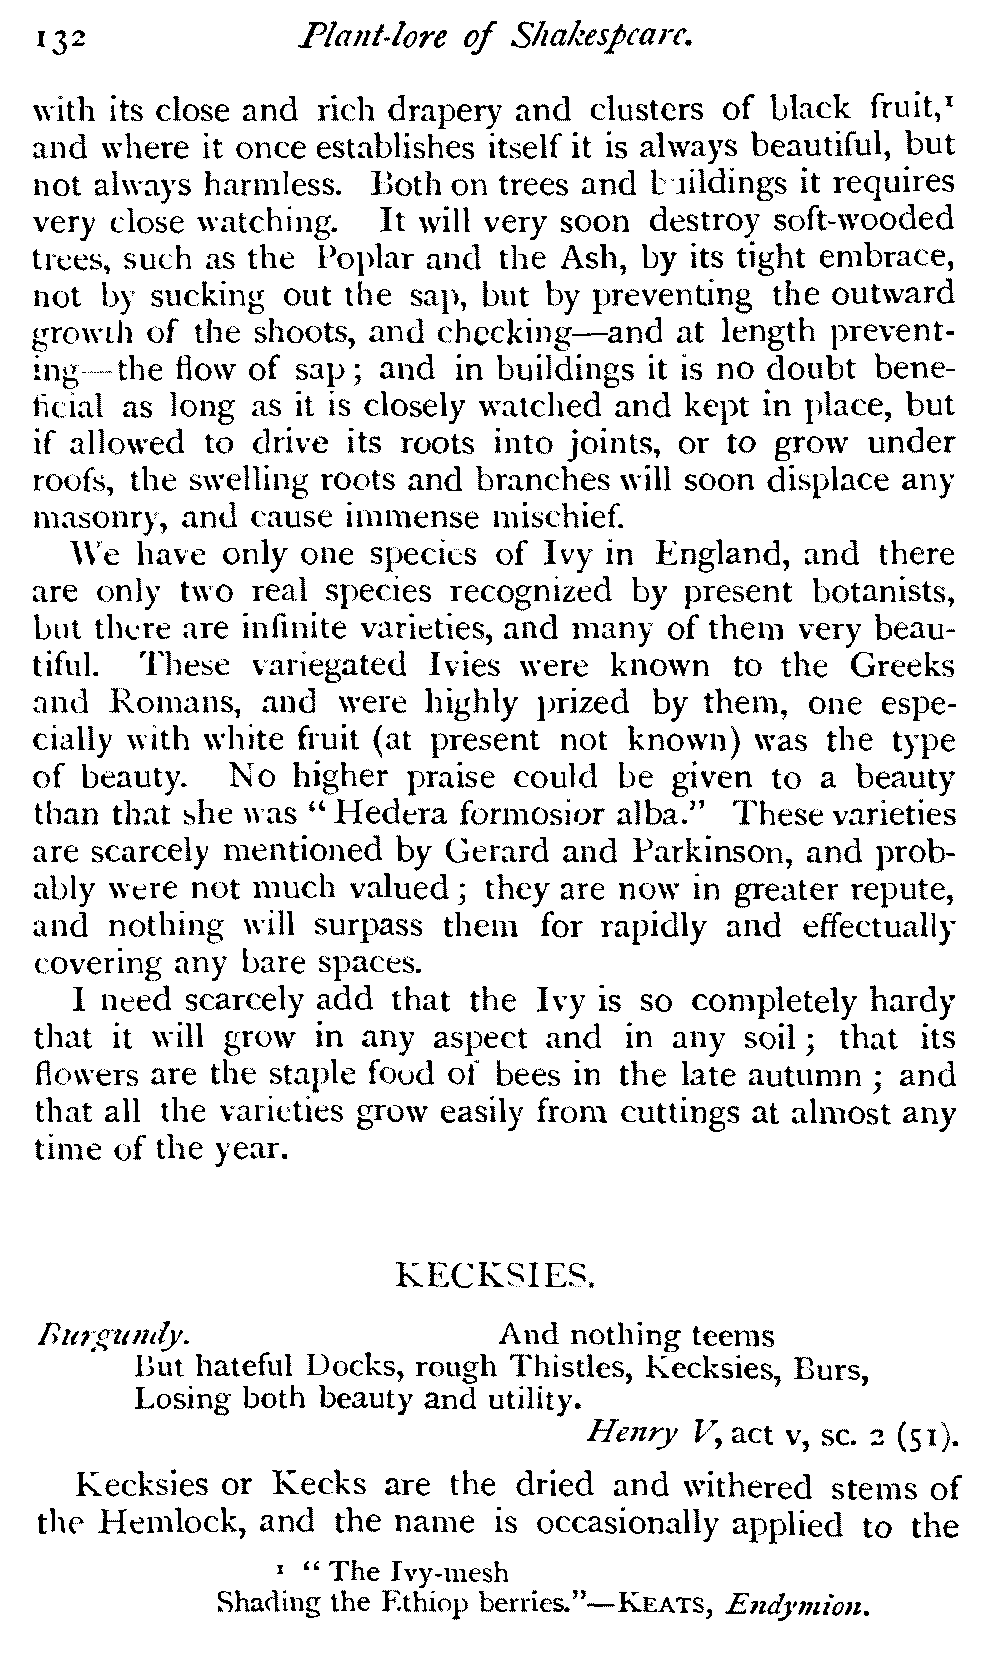 132 Plant-lore of Shakespeare.
with its close and rich drapery and clusters of black fruit,¹
and where it once establishes itself it is always beautiful, but
not always harmless. Both on trees and buildings it requires
very close watching. It will very soon destroy soft-wooded
trees, such as the Poplar and the Ash, by its tight embrace,
not by sucking out the sap, but by preventing the outward
growth of the shoots, and checking—and at length prevent-
ing—the flow of sap; and in buildings it is no doubt bene-
ficial as long as it is closely watched and kept in place, but
if allowed to drive its roots into joints, or to grow under
roofs, the swelling roots and branches will soon displace any
masonry, and cause immense mischief.
We have only one species of Ivy in England, and there
are only two real species recognized by present botanists,
but there are infinite varieties, and many of them very beau-
tiful. These variegated Ivies were known to the Greeks
and Romans, and were highly prized by them, one espe-
cially with white fruit (at present not known) was the type
of beauty. No higher praise could be given to a beauty
than that she was "Hedera formosior alba." These varieties
are scarcely mentioned by Gerard and Parkinson, and prob-
ably were not much valued; they are now in greater repute,
and nothing will surpass them for rapidly and effectually
covering any bare spaces.
I need scarcely add that the Ivy is so completely hardy
that it will grow in any aspect and in any soil; that its
flowers are the staple food of bees in the late autumn; and
that all the varieties grow easily from cuttings at almost any
time of the year.
KECKSIES.
Burgundy. And nothing teems
But hateful Docks, rough Thistles, Kecksies, Burs,
Losing both beauty and utility.
Henry V, act v, sc. 2 (51).
Kecksies or Kecks are the dried and withered stems of
the Hemlock, and the name is occasionally applied to the
¹ "The Ivy-mesh
Shading the Ethiop berries."—KEATS, Endymion.